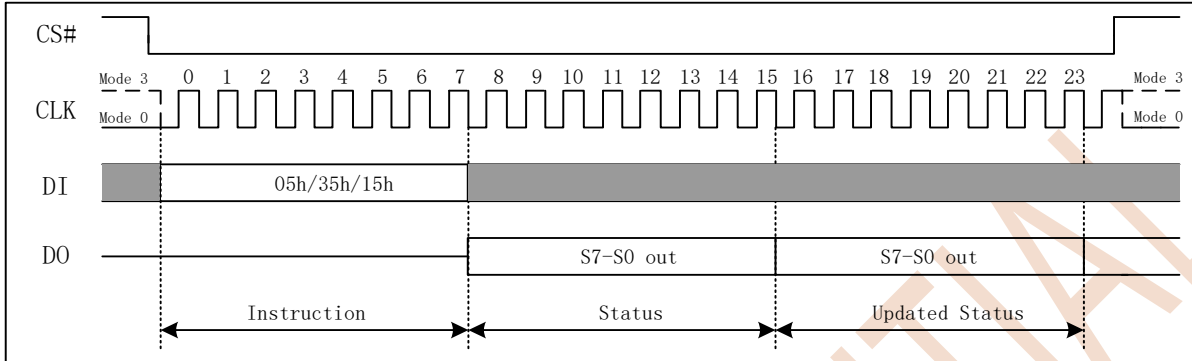 CS#
Mode 3 0 1 2 3 4 5 6 7 8 9 10 11 12 13 14 15 16 17 18 19 20 21 22 23 Mode 3
CLK
Mode 0 Mode 0
DI 05h/35h/15h
DO S7-S0 out S7-S0 out
Instruction Status Updated Status